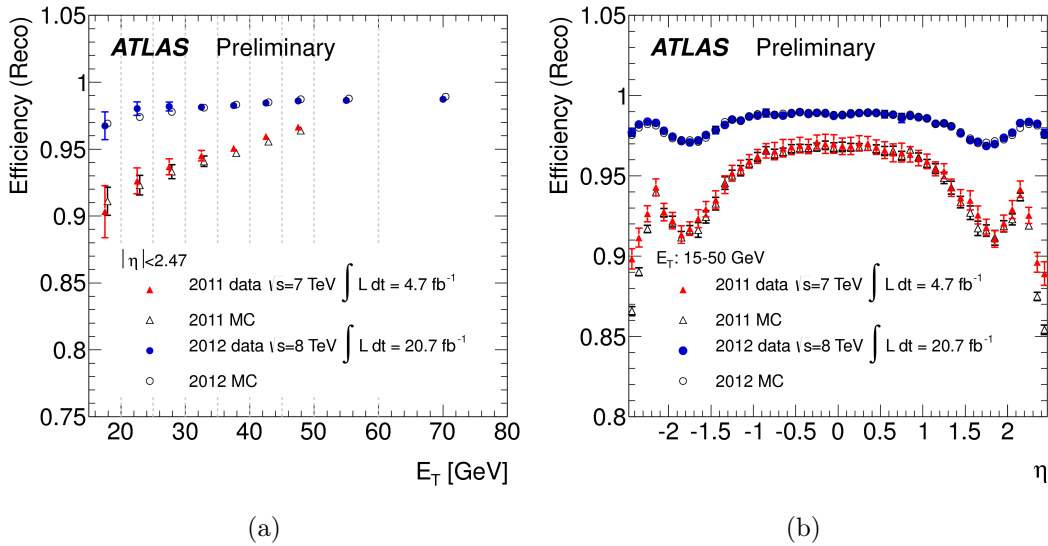 ATLAS Preliminary
Efficiency (Reco)
1.05
1
0.95
0.9
0.85
0.8
0.75
|η|<2.47
2011 data √s=7 TeV ∫ L dt = 4.7 fb⁻¹
2011 MC
2012 data √s=8 TeV ∫ L dt = 20.7 fb⁻¹
2012 MC
20 30 40 50 60 70 80
E_T [GeV]
(a)
ATLAS Preliminary
Efficiency (Reco)
1.05
1
0.95
0.9
0.85
0.8
E_T: 15-50 GeV
2011 data √s=7 TeV ∫ L dt = 4.7 fb⁻¹
2011 MC
2012 data √s=8 TeV ∫ L dt = 20.7 fb⁻¹
2012 MC
-2 -1.5 -1 -0.5 0 0.5 1 1.5 2
η
(b)